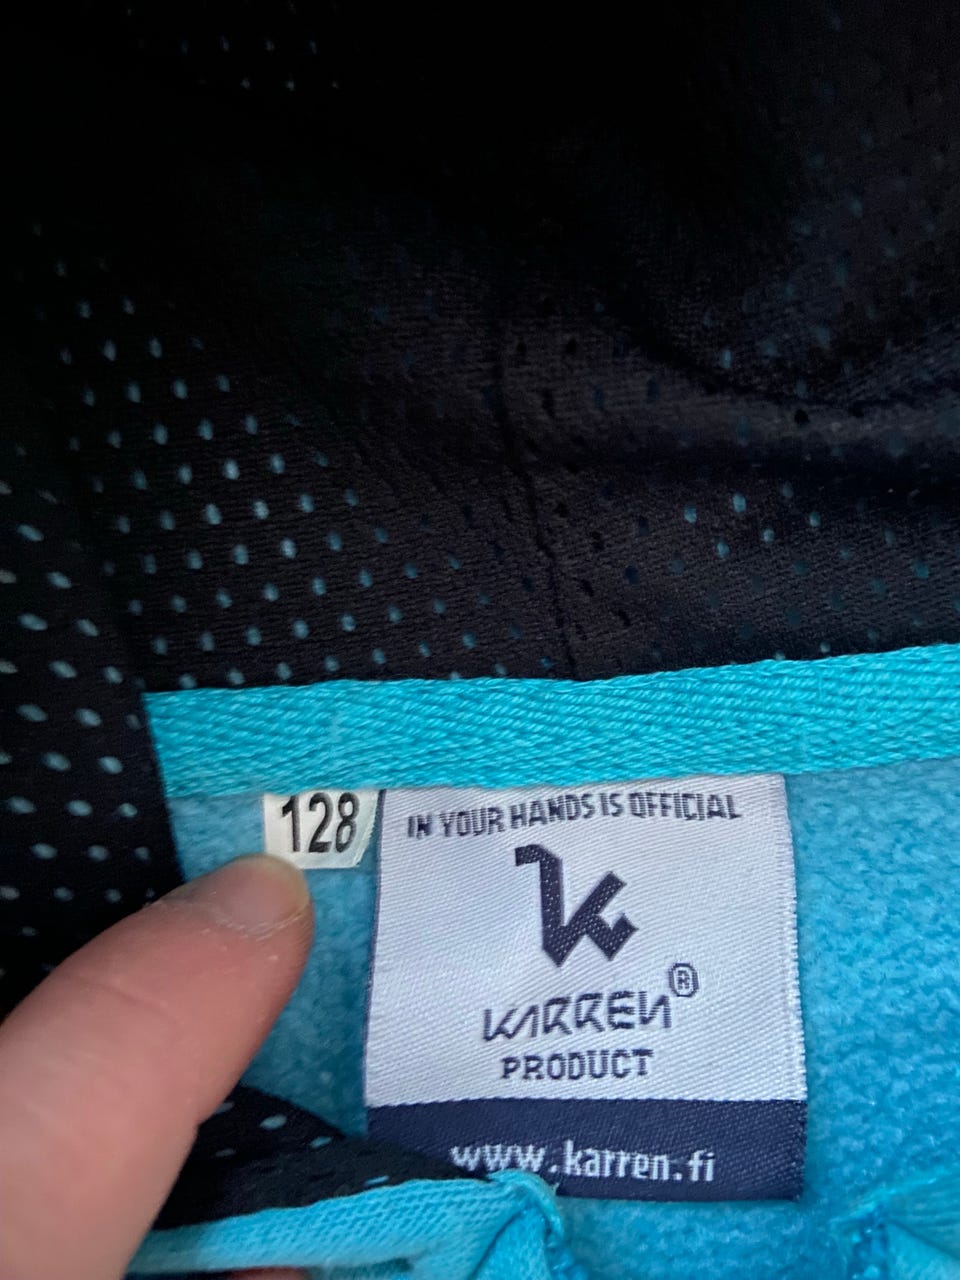 128
IN YOUR HANDS IS OFFICIAL
K
KARREN®
PRODUCT
www.karren.fi